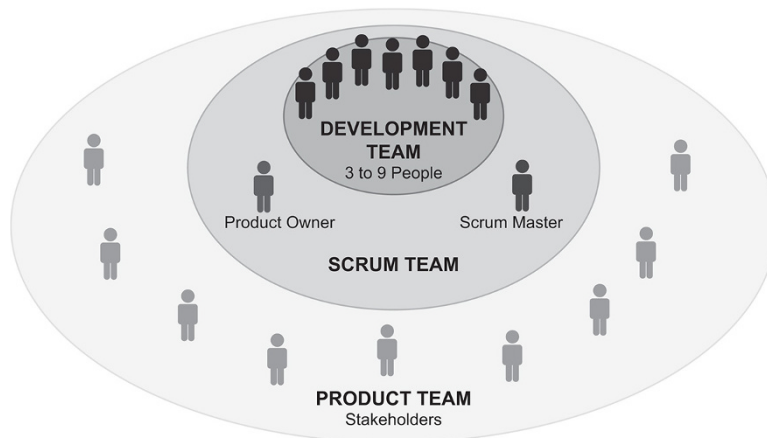 DEVELOPMENT
TEAM
3 to 9 People
Product Owner
Scrum Master
SCRUM TEAM
PRODUCT TEAM
Stakeholders